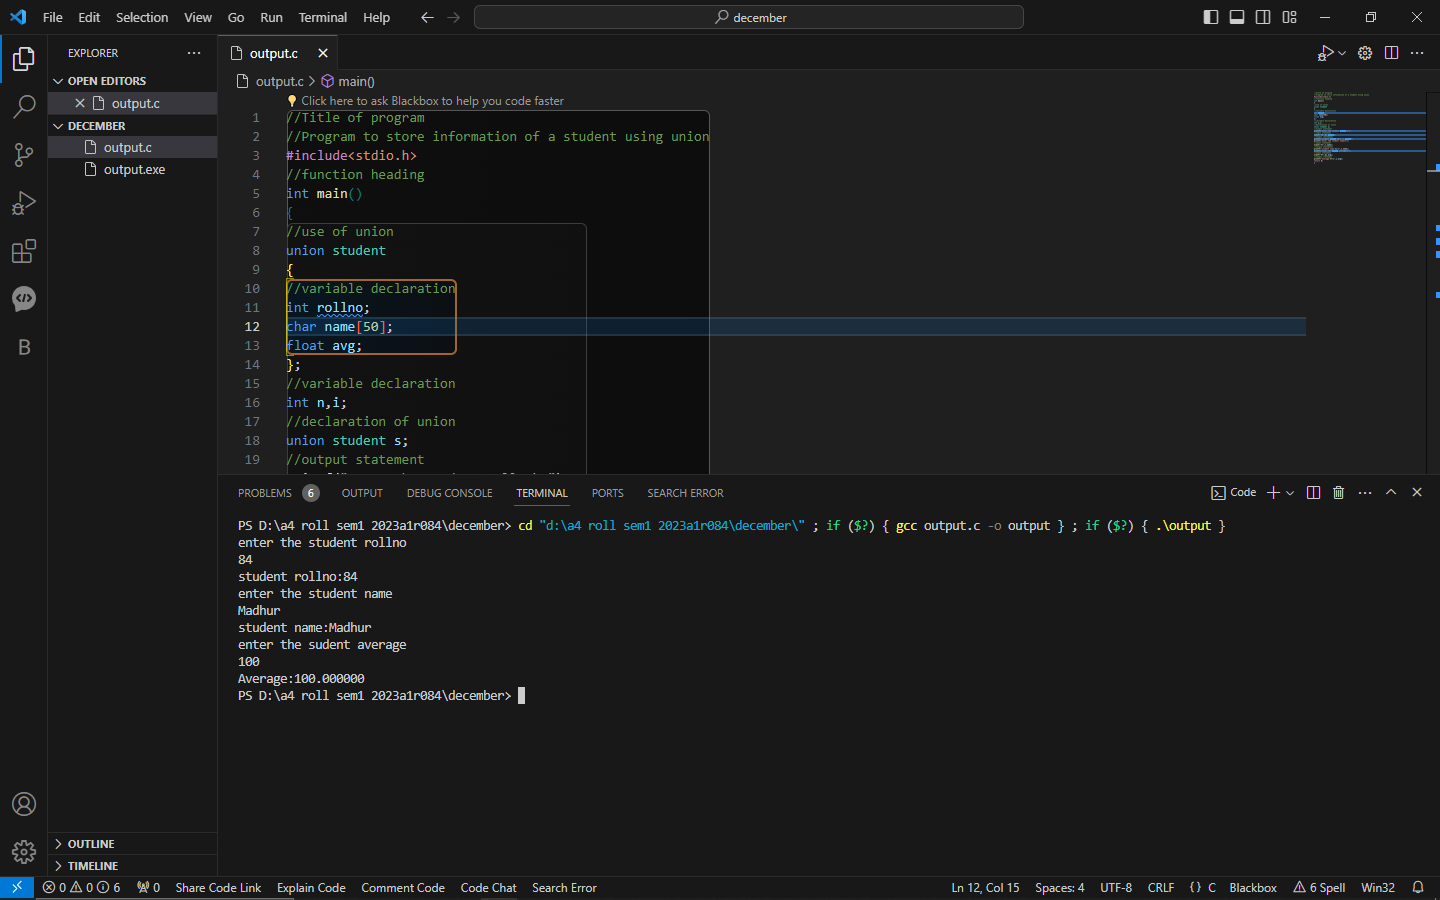 File Edit Selection View Go Run Terminal Help
december
EXPLORER
OPEN EDITORS
output.c
DECEMBER
output.c
output.exe
OUTLINE
TIMELINE
B
output.c
output.c > main()
Click here to ask Blackbox to help you code faster
1 //Title of program
2 //Program to store information of a student using union
3 #include<stdio.h>
4 //function heading
5 int main()
6 {
7 //use of union
8 union student
9 {
10 //variable declaration
11 int rollno;
12 char name[50];
13 float avg;
14 };
15 //variable declaration
16 int n,i;
17 //declaration of union
18 union student s;
19 //output statement
PROBLEMS 6 OUTPUT DEBUG CONSOLE TERMINAL PORTS SEARCH ERROR
Code
PS D:\a4 roll sem1 2023a1r084\december> cd "d:\a4 roll sem1 2023a1r084\december\" ; if ($?) { gcc output.c -o output } ; if ($?) { .\output }
enter the student rollno
84
student rollno:84
enter the student name
Madhur
student name:Madhur
enter the sudent average
100
Average:100.000000
PS D:\a4 roll sem1 2023a1r084\december>
0 0 6 0 Share Code Link Explain Code Comment Code Code Chat Search Error
Ln 12, Col 15 Spaces: 4 UTF-8 CRLF {} C Blackbox 6 Spell Win32